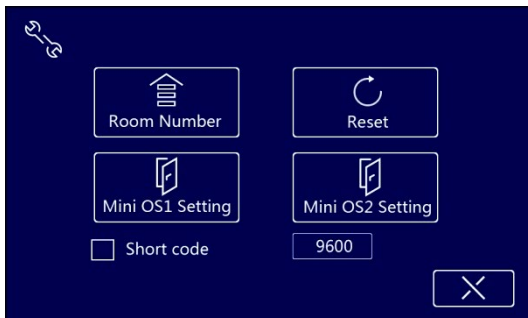 Room Number
Reset
Mini OS1 Setting
Mini OS2 Setting
Short code
9600